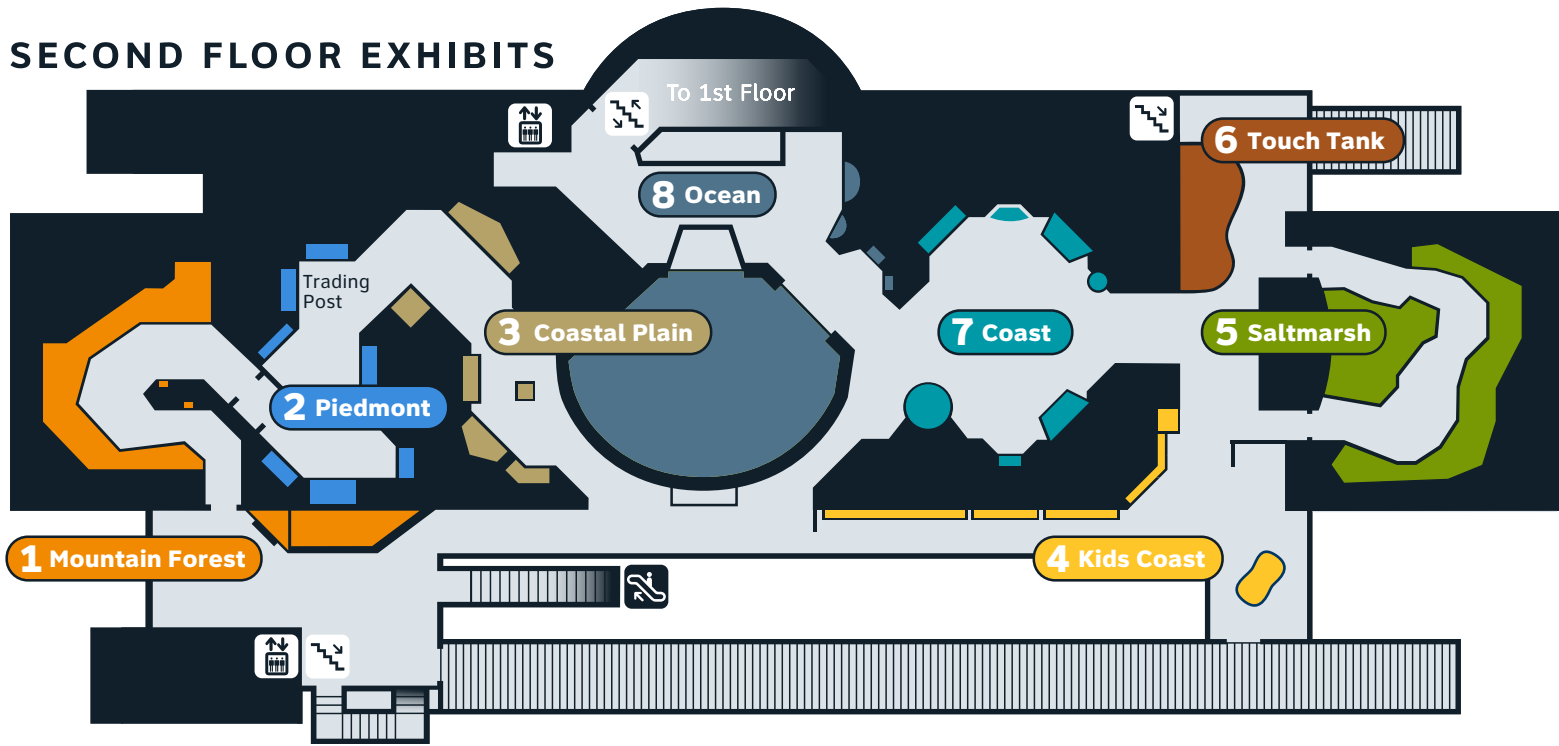 SECOND FLOOR EXHIBITS
To 1st Floor
6 Touch Tank
8 Ocean
Trading
Post
3 Coastal Plain
7 Coast
5 Saltmarsh
2 Piedmont
1 Mountain Forest
4 Kids Coast